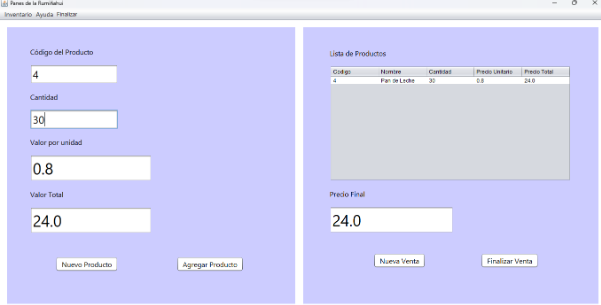 Panes de la Rumiñahui
Inventario Ayuda Finalizar
Código del Producto
4
Cantidad
30
Valor por unidad
0.8
Valor Total
24.0
Nuevo Producto Agregar Producto
Lista de Productos
Codigo Nombre Cantidad Precio Unitario Precio Total
4 Pan de Leche 30 0.8 24.0
Precio Final
24.0
Nueva Venta Finalizar Venta